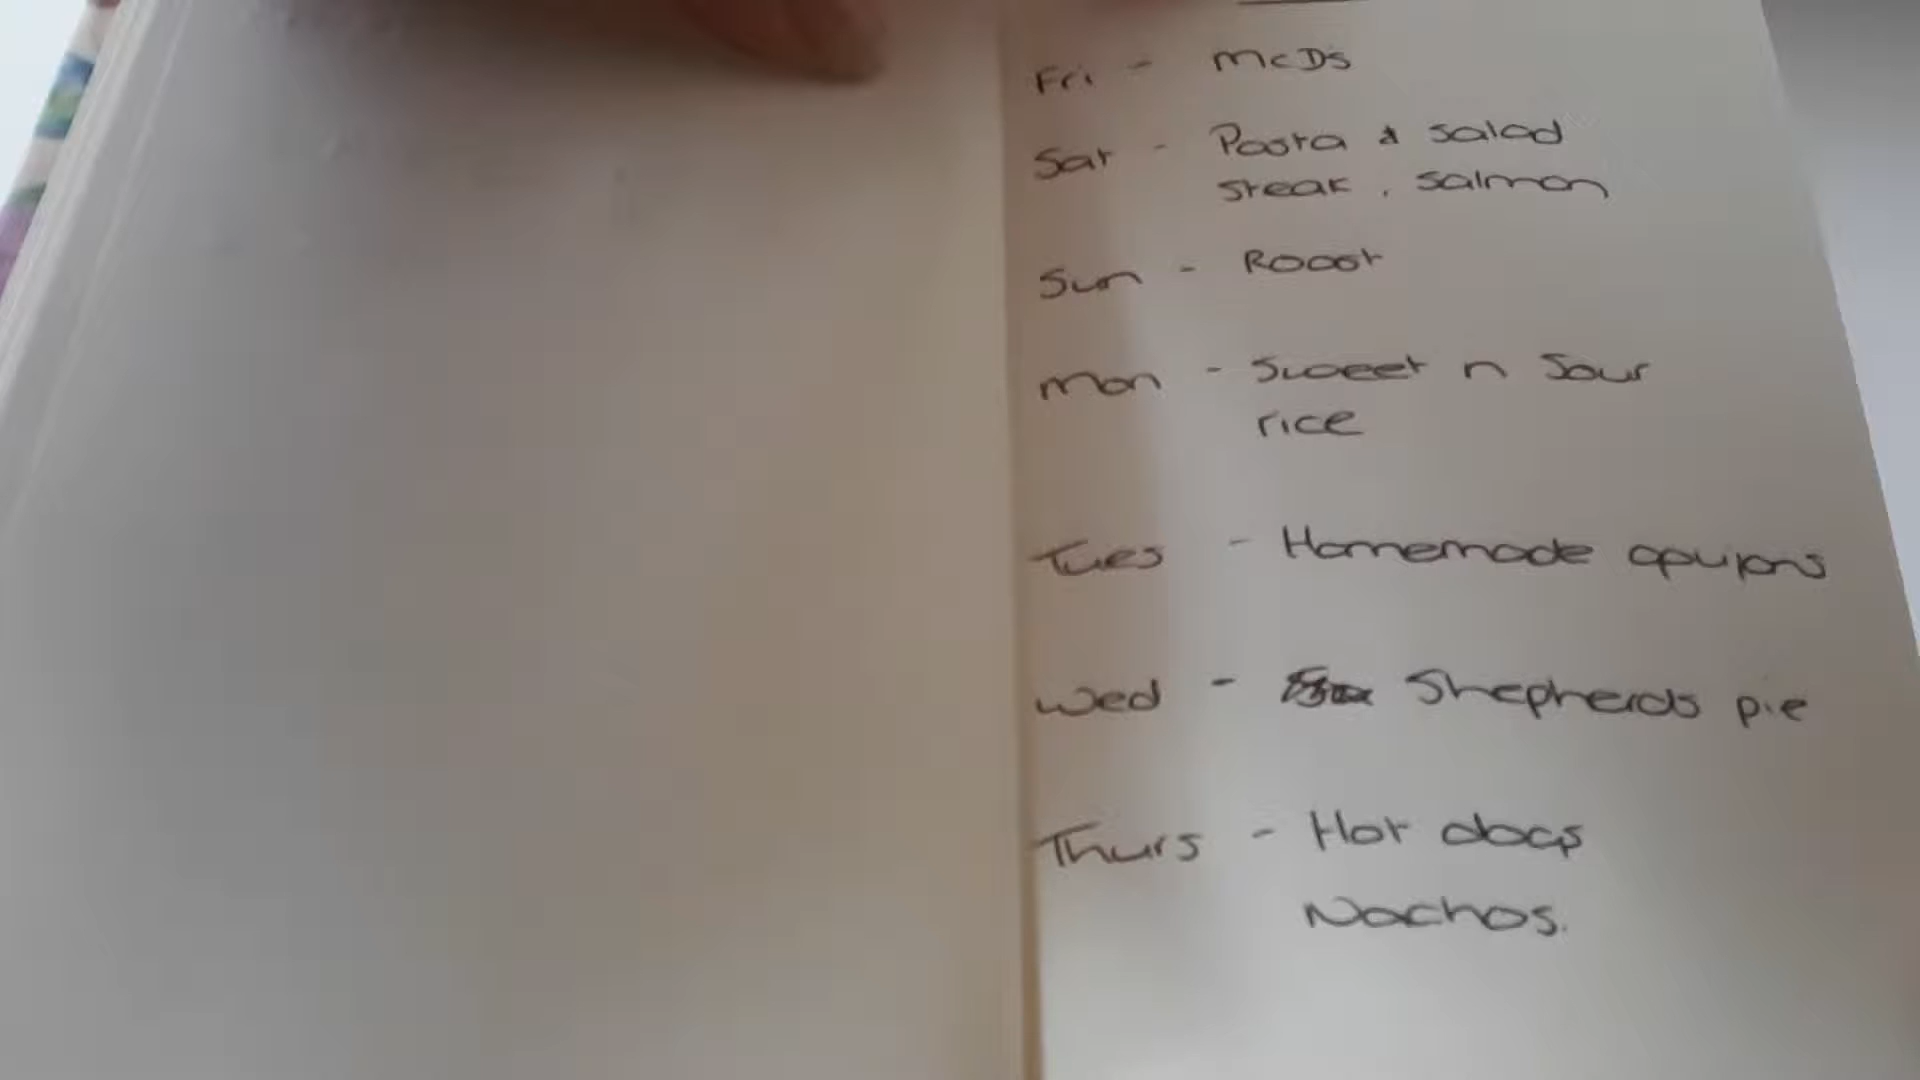 Fri - McDs
Sat - Pasta & salad
steak, salmon
Sun - Roast
Mon - Sweet n Sour
rice
Tues - Homemade
Wed - Shepherds pie
Thurs - Hot dogs
Nachos.